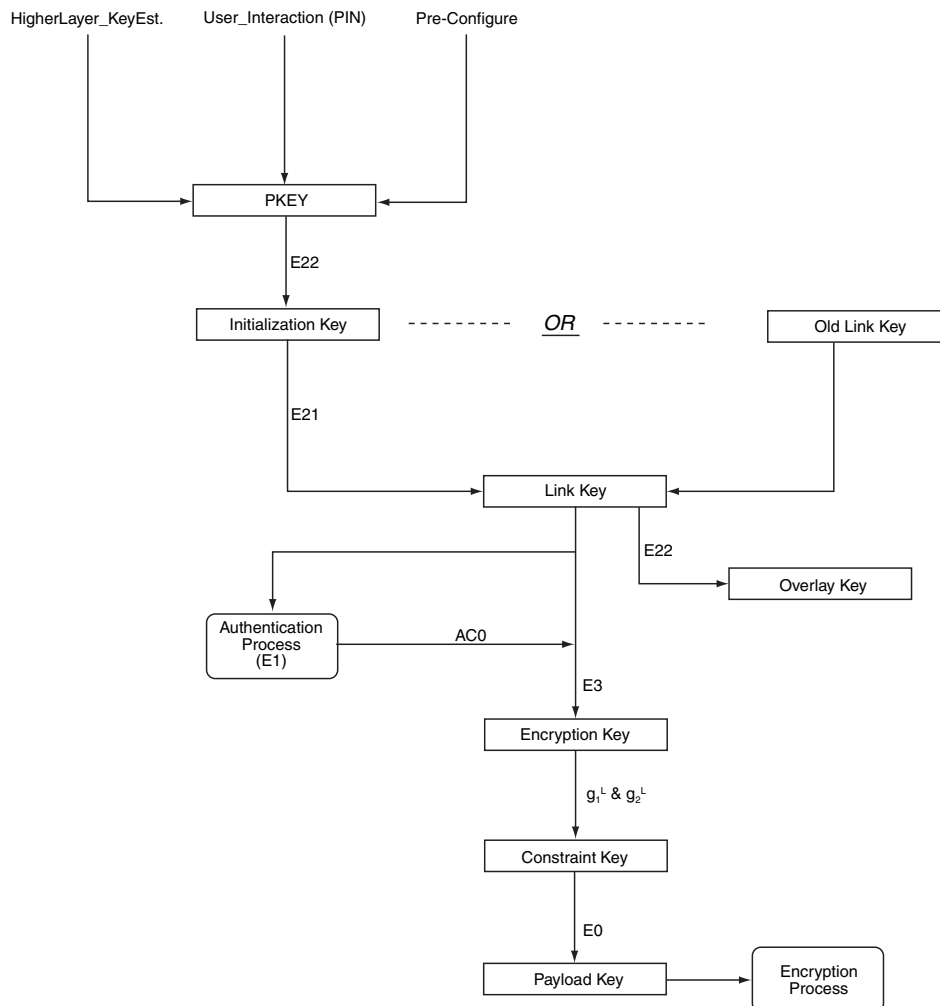 HigherLayer_KeyEst.
User_Interaction (PIN)
Pre-Configure
PKEY
E22
Initialization Key
OR
Old Link Key
E21
Link Key
E22
Overlay Key
Authentication
Process
(E1)
AC0
E3
Encryption Key
g₁ᴸ & g₂ᴸ
Constraint Key
E0
Payload Key
Encryption
Process